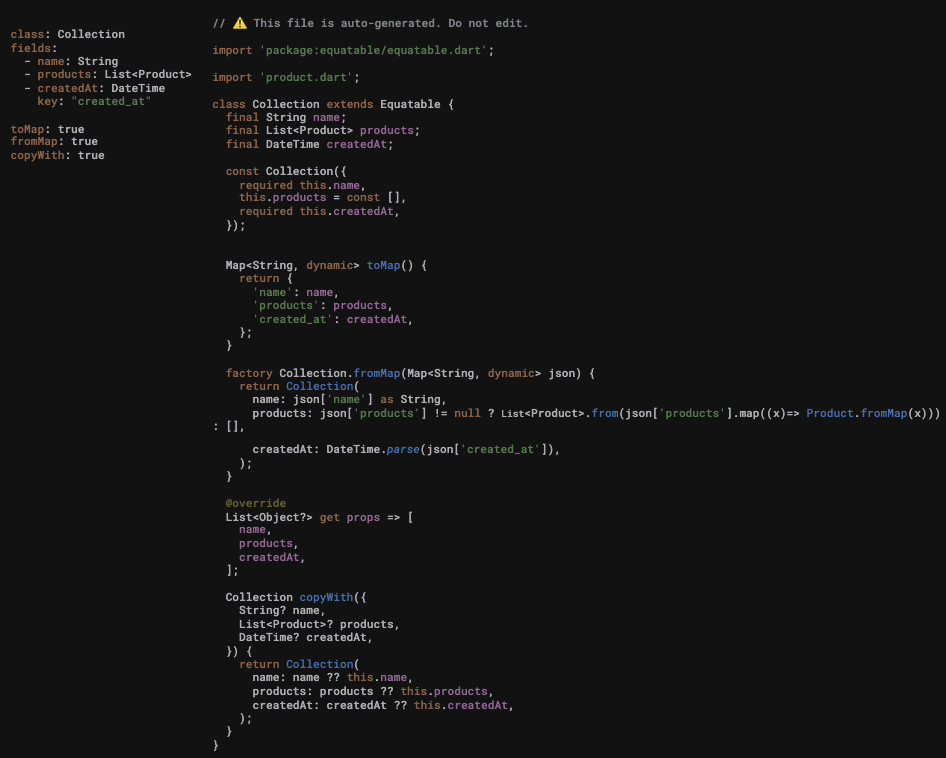 class: Collection
fields:
  - name: String
  - products: List<Product>
  - createdAt: DateTime
    key: "created_at"

toMap: true
fromMap: true
copyWith: true

// ⚠️ This file is auto-generated. Do not edit.

import 'package:equatable/equatable.dart';

import 'product.dart';

class Collection extends Equatable {
  final String name;
  final List<Product> products;
  final DateTime createdAt;

  const Collection({
    required this.name,
    this.products = const [],
    required this.createdAt,
  });


  Map<String, dynamic> toMap() {
    return {
      'name': name,
      'products': products,
      'created_at': createdAt,
    };
  }

  factory Collection.fromMap(Map<String, dynamic> json) {
    return Collection(
      name: json['name'] as String,
      products: json['products'] != null ? List<Product>.from(json['products'].map((x)=> Product.fromMap(x)))
: [],

      createdAt: DateTime.parse(json['created_at']),
    );
  }

  @override
  List<Object?> get props => [
    name,
    products,
    createdAt,
  ];

  Collection copyWith({
    String? name,
    List<Product>? products,
    DateTime? createdAt,
  }) {
    return Collection(
      name: name ?? this.name,
      products: products ?? this.products,
      createdAt: createdAt ?? this.createdAt,
    );
  }
}